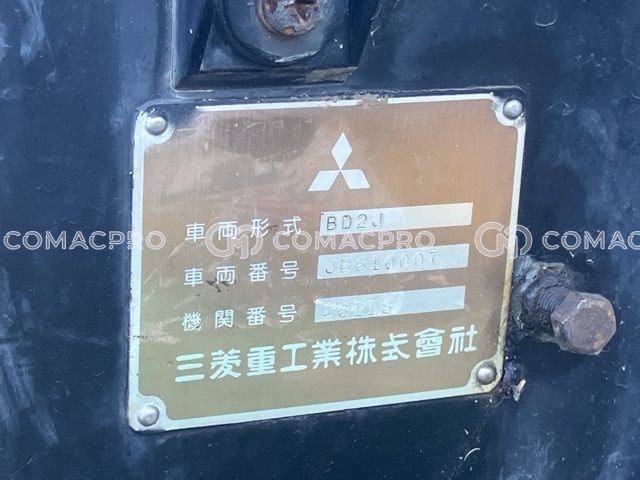 車両形式 BD2J
COMACPRO COMACPRO COMACPRO
車両番号 JB610007
機関番号
三菱重工業株式會社